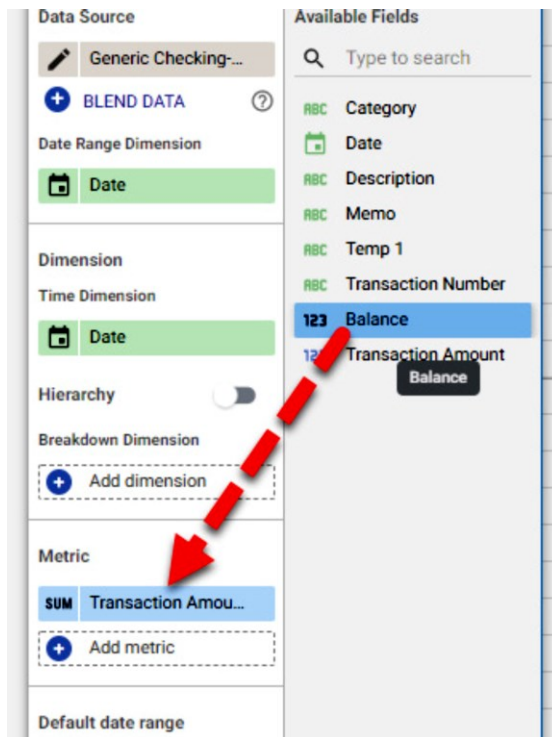 Data Source
Generic Checking-...
BLEND DATA
?
Date Range Dimension
Date
Dimension
Time Dimension
Date
Hierarchy
Breakdown Dimension
Add dimension
Metric
SUM Transaction Amou...
Add metric
Default date range
Available Fields
Type to search
ABC Category
Date
ABC Description
ABC Memo
ABC Temp 1
ABC Transaction Number
123 Balance
Transaction Amount
Balance